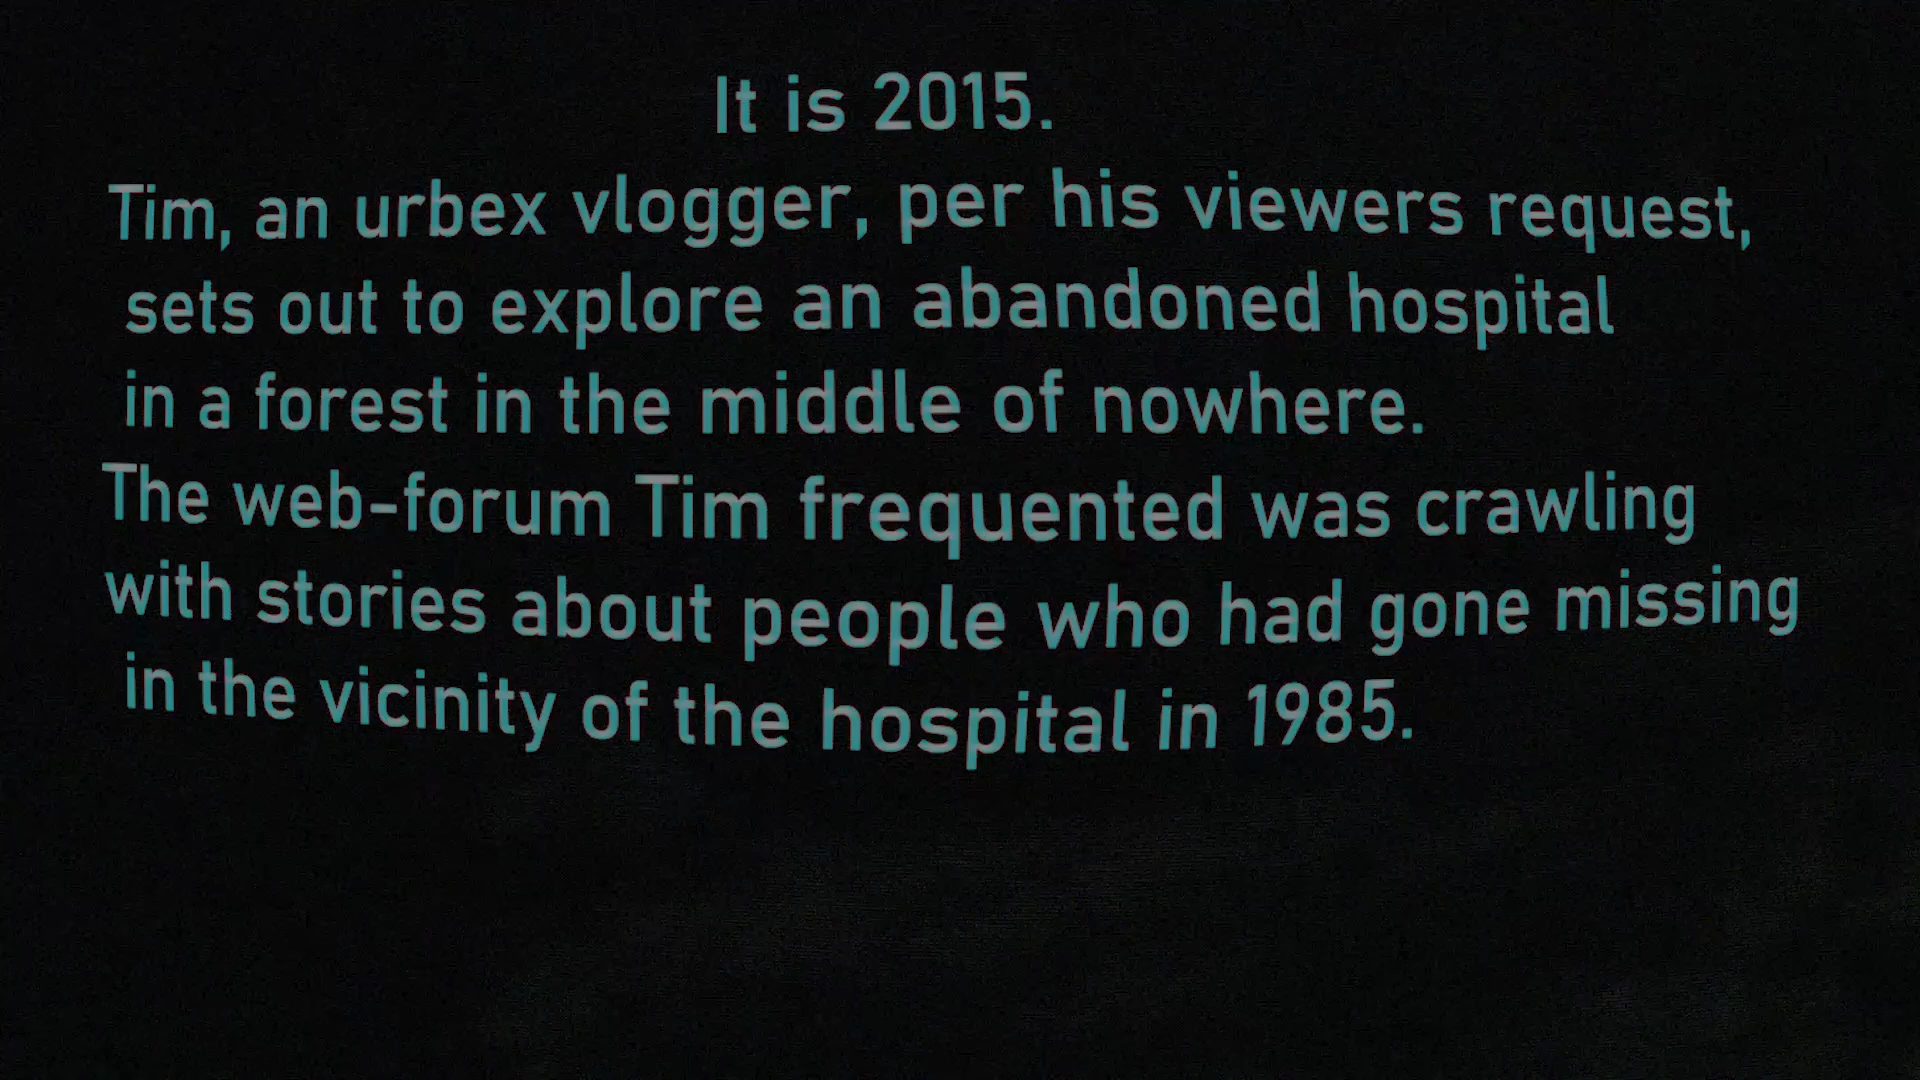 It is 2015.
Tim, an urbex vlogger, per his viewers request,
sets out to explore an abandoned hospital
in a forest in the middle of nowhere.
The web-forum Tim frequented was crawling
with stories about people who had gone missing
in the vicinity of the hospital in 1985.